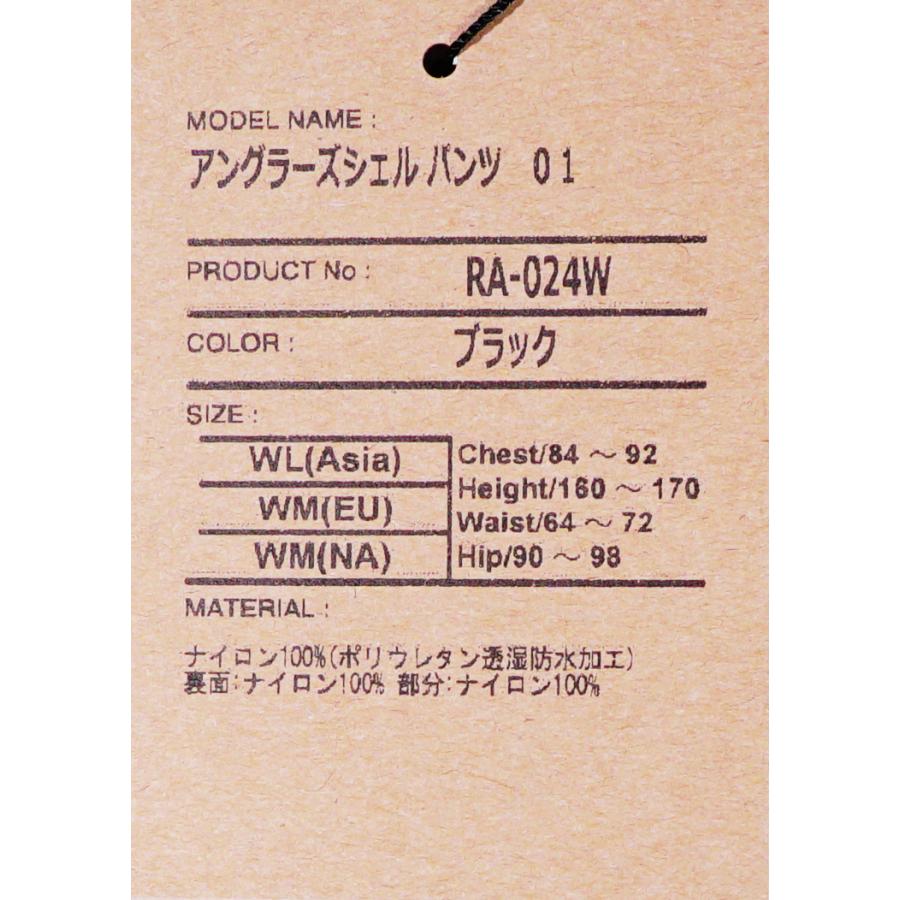 MODEL NAME :
アングラーズシェル パンツ 01
PRODUCT No : RA-024W
COLOR : ブラック
SIZE :
WL(Asia)
WM(EU)
WM(NA)
Chest/84 ～ 92
Height/160 ～ 170
Waist/64 ～ 72
Hip/90 ～ 98
MATERIAL :
ナイロン100%(ポリウレタン透湿防水加工)
裏面:ナイロン100% 部分:ナイロン100%